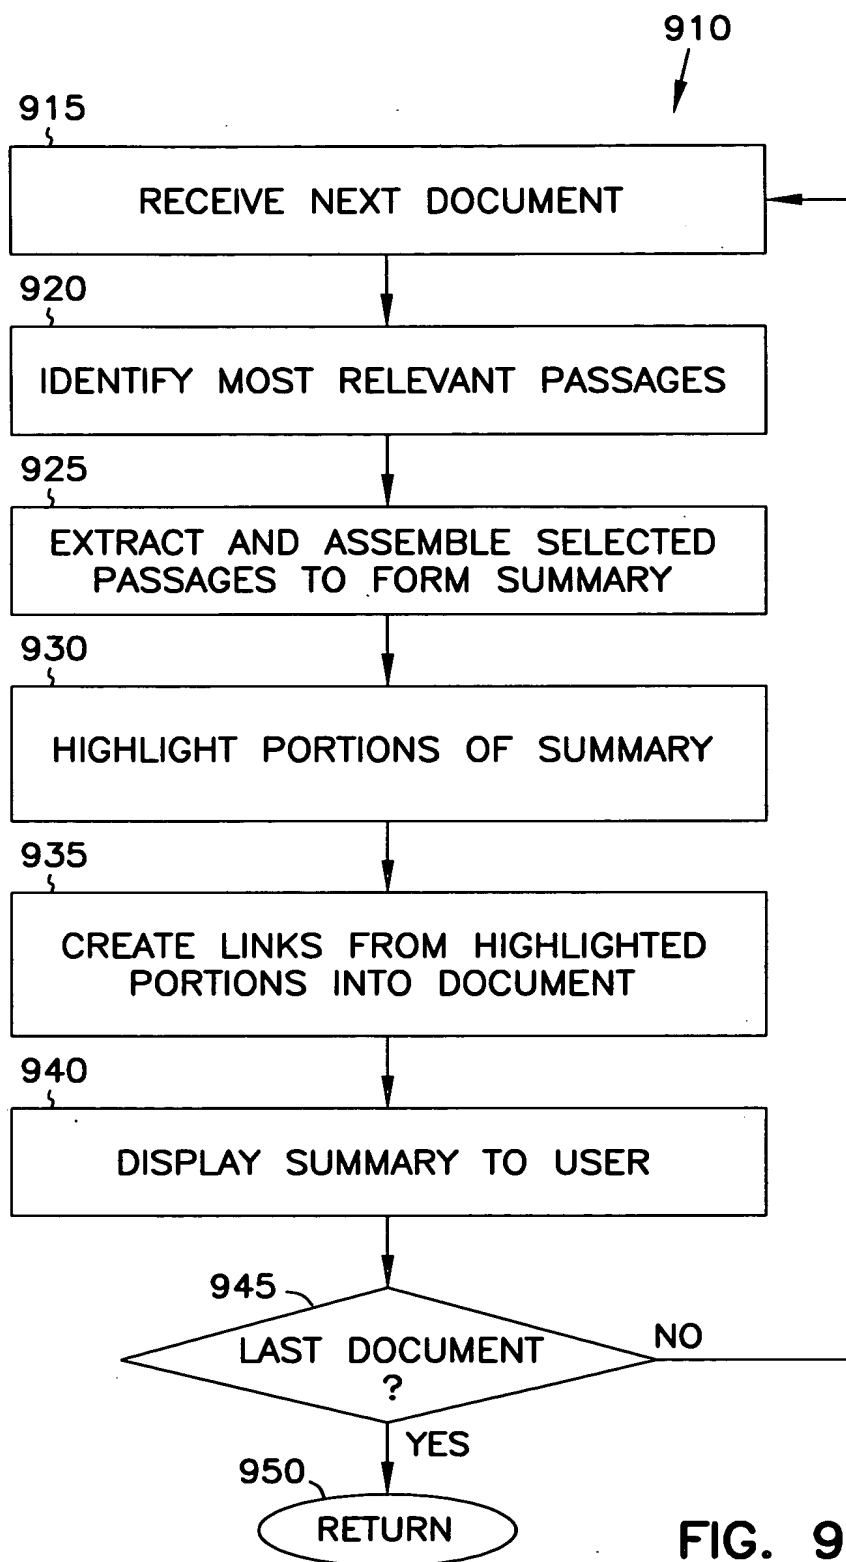 910
915
RECEIVE NEXT DOCUMENT
920
IDENTIFY MOST RELEVANT PASSAGES
925
EXTRACT AND ASSEMBLE SELECTED
PASSAGES TO FORM SUMMARY
930
HIGHLIGHT PORTIONS OF SUMMARY
935
CREATE LINKS FROM HIGHLIGHTED
PORTIONS INTO DOCUMENT
940
DISPLAY SUMMARY TO USER
945
LAST DOCUMENT
?
NO
YES
950
RETURN
FIG. 9